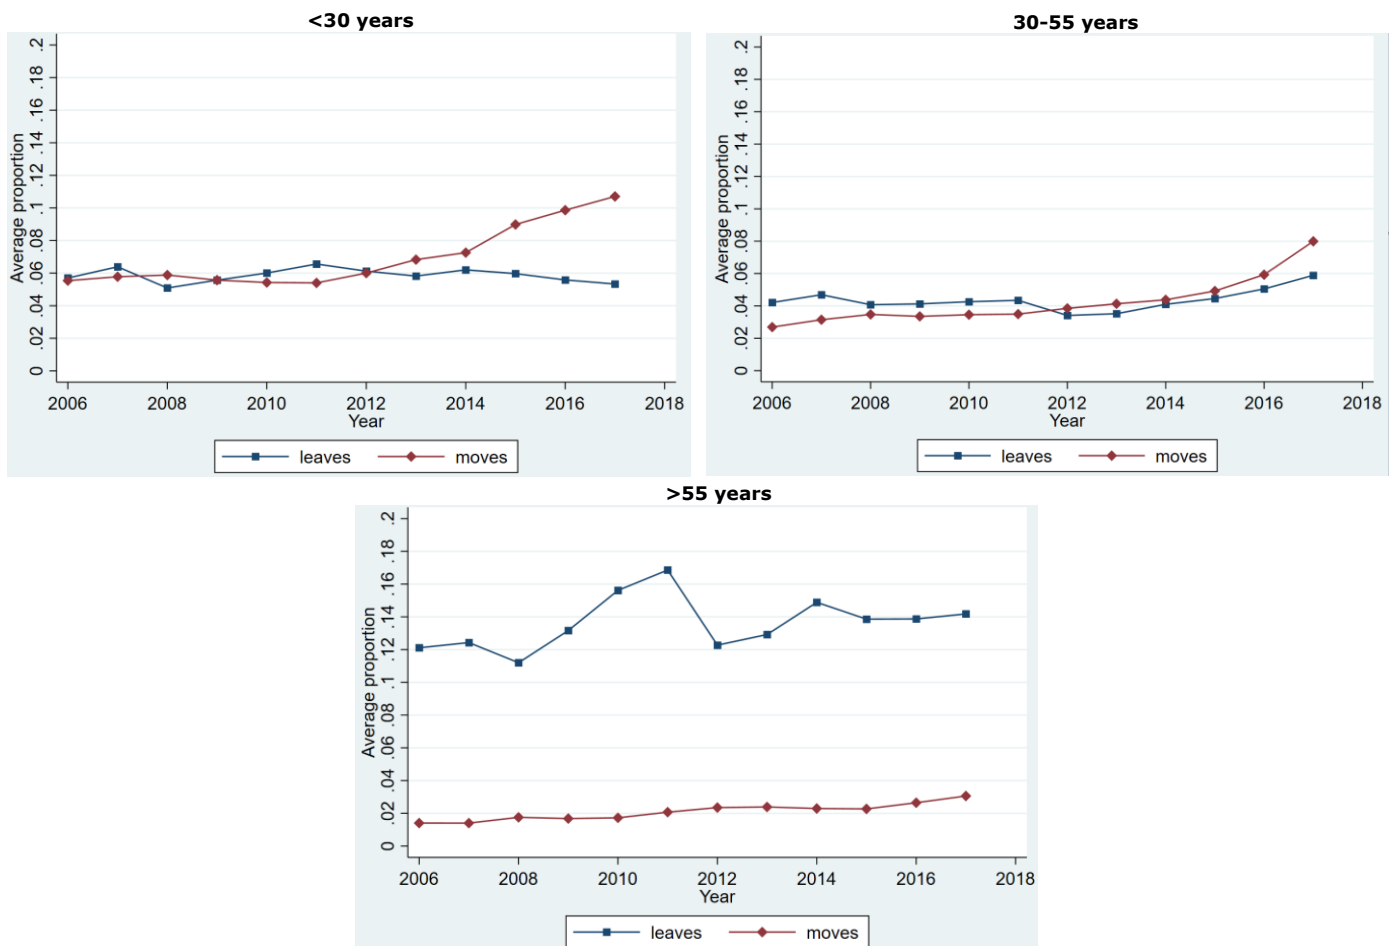 <30 years
Average proportion
.2
.18
.16
.14
.12
.1
.08
.06
.04
.02
0
2006 2008 2010 2012 2014 2016 2018
Year
leaves moves
30-55 years
Average proportion
.2
.18
.16
.14
.12
.1
.08
.06
.04
.02
0
2006 2008 2010 2012 2014 2016 2018
Year
leaves moves
>55 years
Average proportion
.2
.18
.16
.14
.12
.1
.08
.06
.04
.02
0
2006 2008 2010 2012 2014 2016 2018
Year
leaves moves